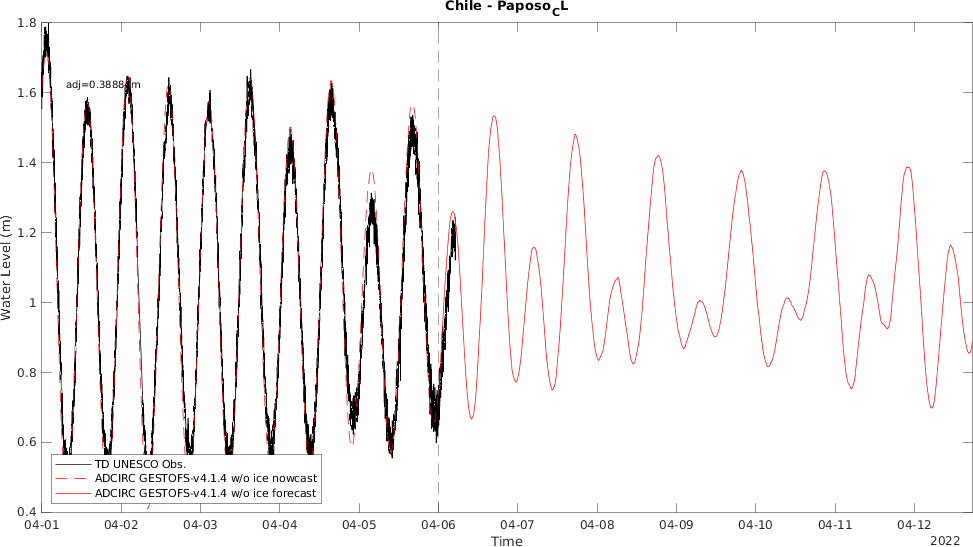 Chile - Paposo_CL
1.8
adj=0.3888 m
1.6
1.4
1.2
1
0.8
0.6
0.4
Water Level (m)
TD UNESCO Obs.
ADCIRC GESTOFS-v4.1.4 w/o ice nowcast
ADCIRC GESTOFS-v4.1.4 w/o ice forecast
04-01 04-02 04-03 04-04 04-05 04-06 04-07 04-08 04-09 04-10 04-11 04-12
Time
2022